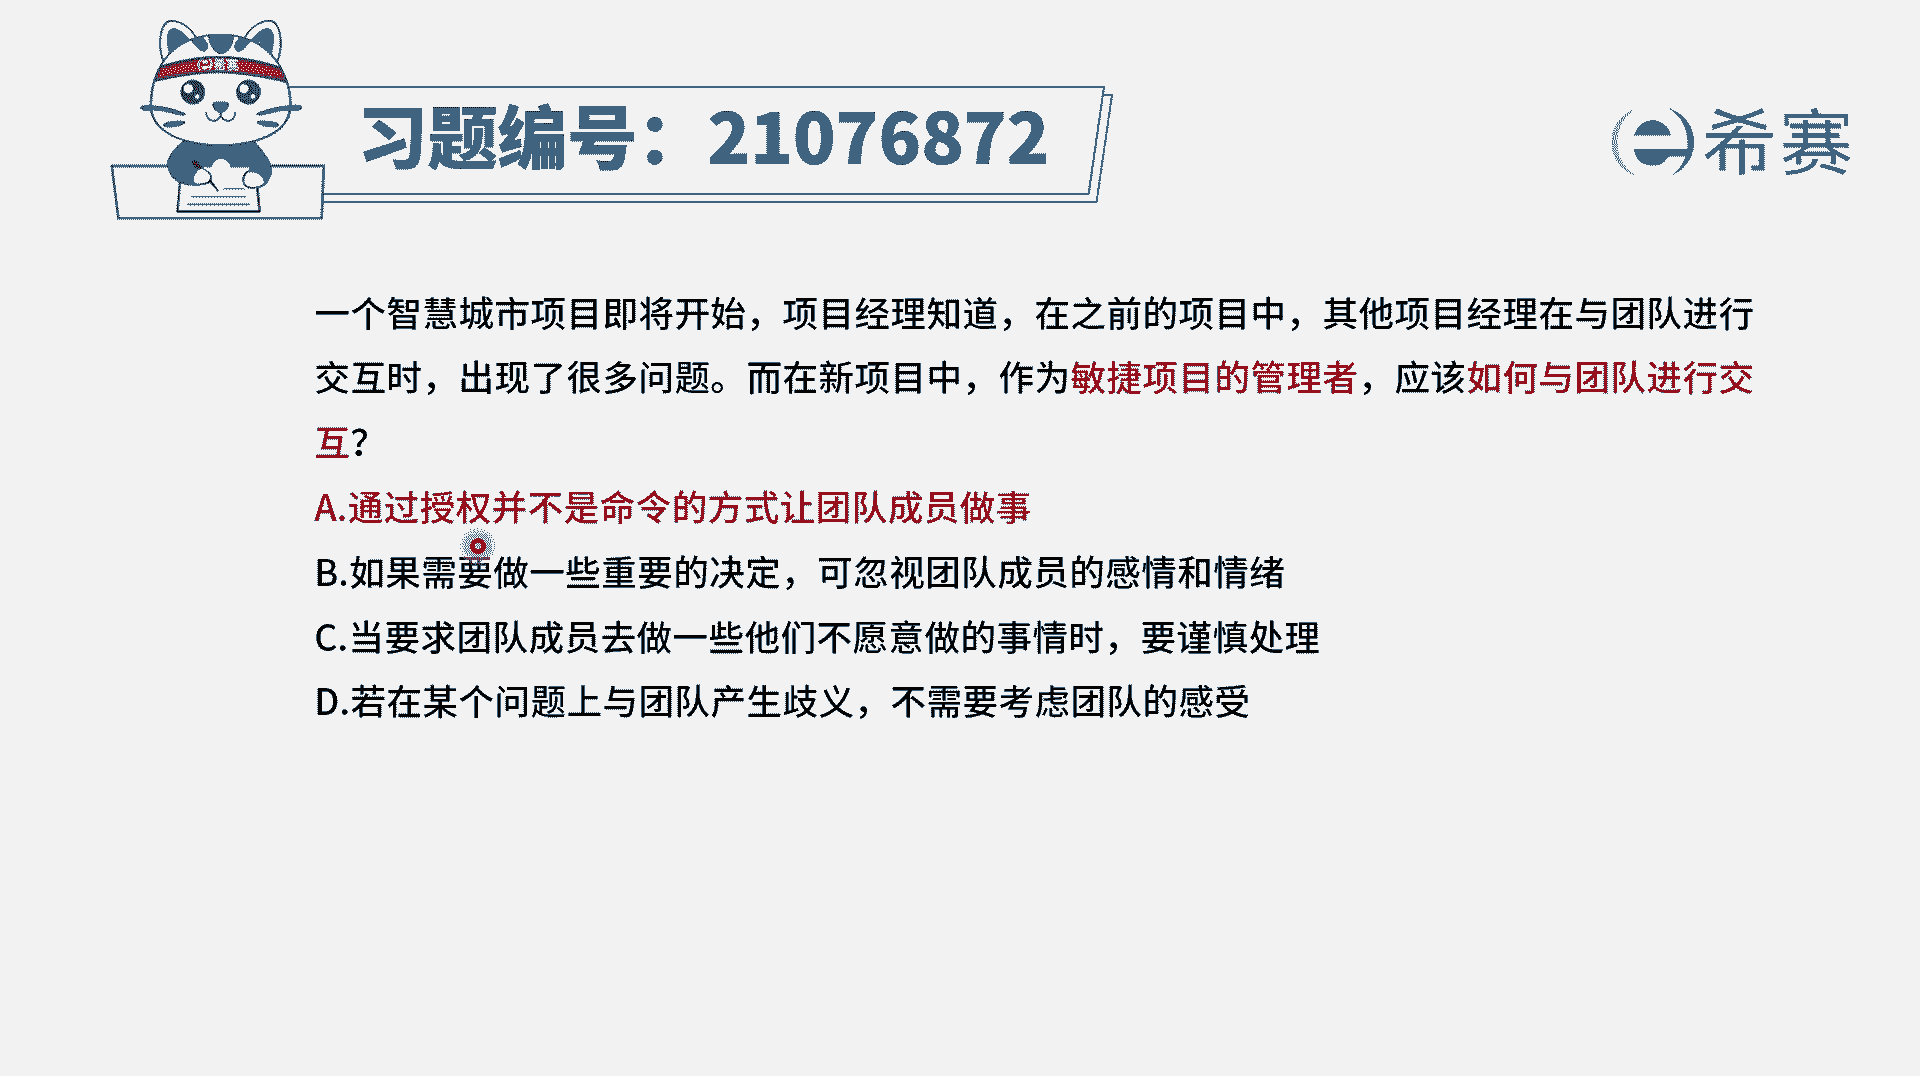 习题编号：21076872
希赛
一个智慧城市项目即将开始，项目经理知道，在之前的项目中，其他项目经理在与团队进行
交互时，出现了很多问题。而在新项目中，作为敏捷项目的管理者，应该如何与团队进行交
互？
A.通过授权并不是命令的方式让团队成员做事
B.如果需要做一些重要的决定，可忽视团队成员的感情和情绪
C.当要求团队成员去做一些他们不愿意做的事情时，要谨慎处理
D.若在某个问题上与团队产生歧义，不需要考虑团队的感受